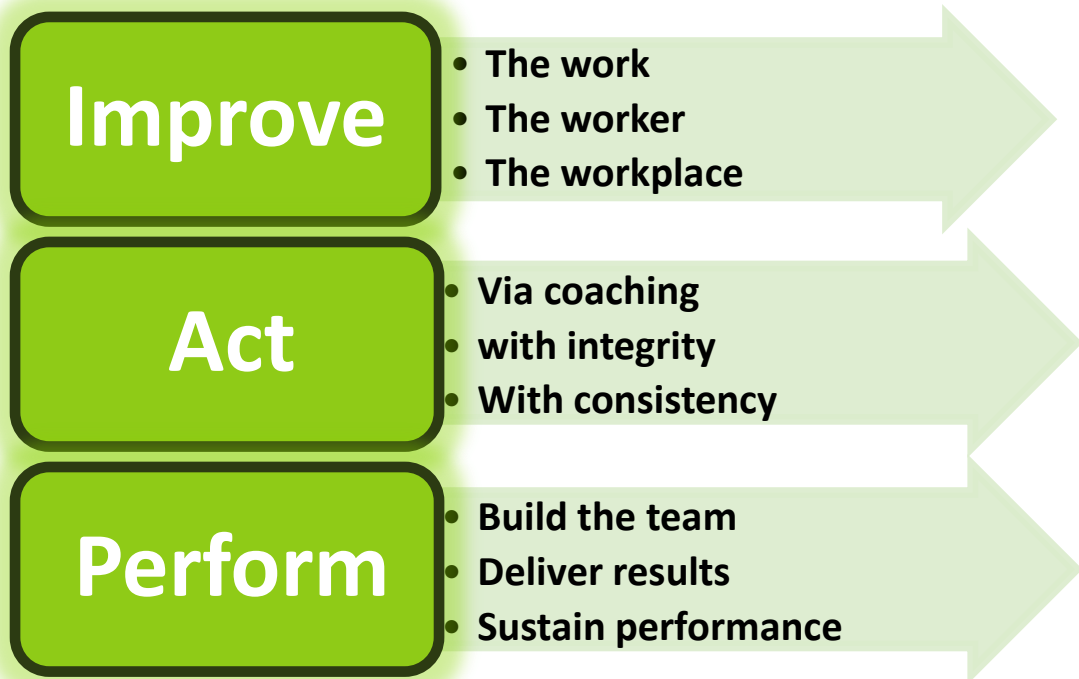 Improve
• The work
• The worker
• The workplace
Act
• Via coaching
• with integrity
• With consistency
Perform
• Build the team
• Deliver results
• Sustain performance